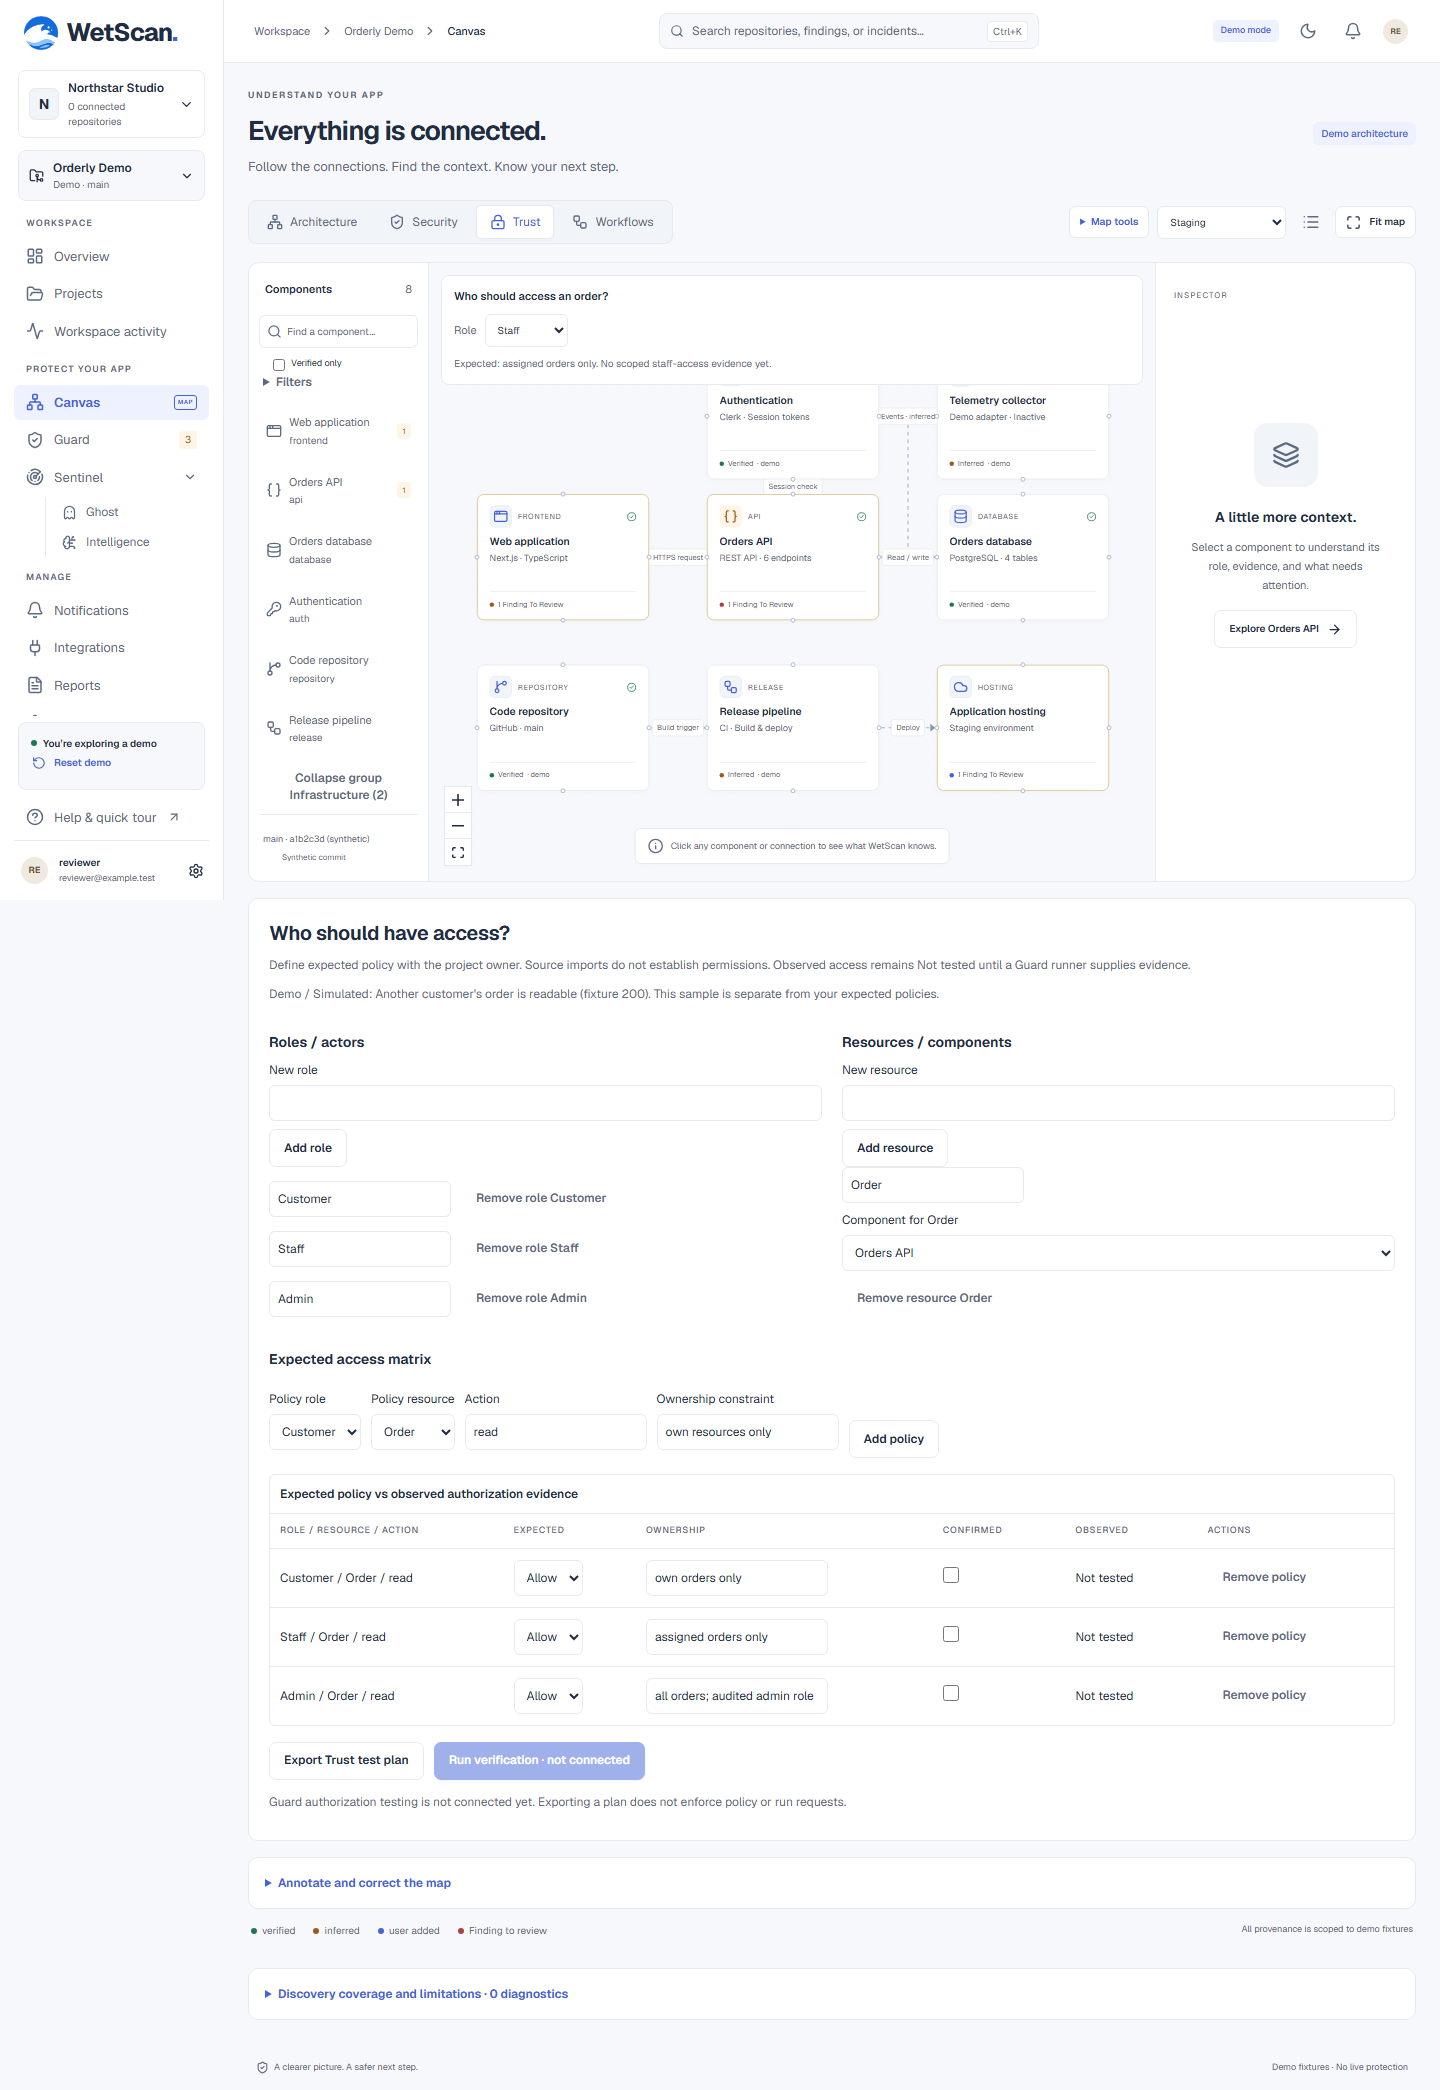 WetScan.
Workspace > Orderly Demo > Canvas
Search repositories, findings, or incidents...
Ctrl+K
Demo mode
RE
N
Northstar Studio
0 connected
repositories
Orderly Demo
Demo · main
WORKSPACE
Overview
Projects
Workspace activity
PROTECT YOUR APP
Canvas
MAP
Guard
3
Sentinel
Ghost
Intelligence
MANAGE
Notifications
Integrations
Reports
You're exploring a demo
Reset demo
Help & quick tour
RE
reviewer
reviewer@example.test
UNDERSTAND YOUR APP
Everything is connected.
Follow the connections. Find the context. Know your next step.
Demo architecture
Architecture
Security
Trust
Workflows
Map tools
Staging
Fit map
Components
8
Find a component...
Verified only
Filters
Web application
frontend
1
Orders API
api
1
Orders database
database
Authentication
auth
Code repository
repository
Release pipeline
release
Collapse group
Infrastructure (2)
main · a1b2c3d (synthetic)
Synthetic commit
Who should access an order?
Role
Staff
Expected: assigned orders only. No scoped staff-access evidence yet.
Authentication
Clerk · Session tokens
Verified · demo
Events · inferred
Telemetry collector
Demo adapter · Inactive
Inferred · demo
Session check
FRONTEND
Web application
Next.js · TypeScript
1 Finding To Review
HTTPS request
API
Orders API
REST API · 6 endpoints
1 Finding To Review
Read / write
DATABASE
Orders database
PostgreSQL · 4 tables
Verified · demo
REPOSITORY
Code repository
GitHub · main
Verified · demo
Build trigger
RELEASE
Release pipeline
CI · Build & deploy
Inferred · demo
Deploy
HOSTING
Application hosting
Staging environment
1 Finding To Review
Click any component or connection to see what WetScan knows.
INSPECTOR
A little more context.
Select a component to understand its
role, evidence, and what needs
attention.
Explore Orders API
Who should have access?
Define expected policy with the project owner. Source imports do not establish permissions. Observed access remains Not tested until a Guard runner supplies evidence.
Demo / Simulated: Another customer's order is readable (fixture 200). This sample is separate from your expected policies.
Roles / actors
New role
Add role
Customer
Remove role Customer
Staff
Remove role Staff
Admin
Remove role Admin
Resources / components
New resource
Add resource
Order
Component for Order
Orders API
Remove resource Order
Expected access matrix
Policy role
Policy resource
Action
Ownership constraint
Customer
Order
read
own resources only
Add policy
Expected policy vs observed authorization evidence
ROLE / RESOURCE / ACTION
EXPECTED
OWNERSHIP
CONFIRMED
OBSERVED
ACTIONS
Customer / Order / read
Allow
own orders only
Not tested
Remove policy
Staff / Order / read
Allow
assigned orders only
Not tested
Remove policy
Admin / Order / read
Allow
all orders; audited admin role
Not tested
Remove policy
Export Trust test plan
Run verification · not connected
Guard authorization testing is not connected yet. Exporting a plan does not enforce policy or run requests.
Annotate and correct the map
verified
inferred
user added
Finding to review
All provenance is scoped to demo fixtures
Discovery coverage and limitations · 0 diagnostics
A clearer picture. A safer next step.
Demo fixtures · No live protection